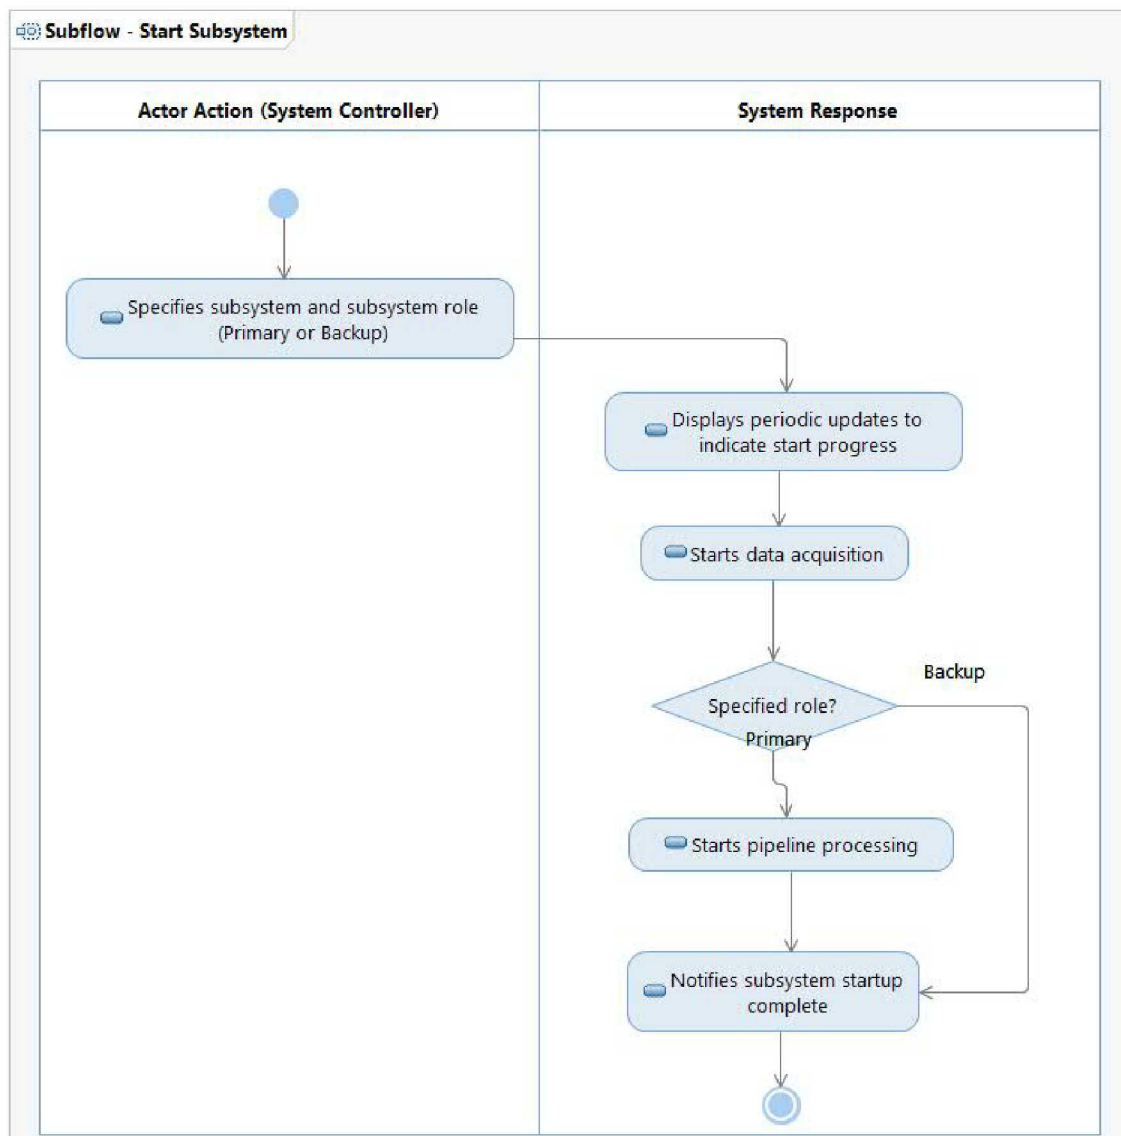 Subflow - Start Subsystem
Actor Action (System Controller)
System Response
Specifies subsystem and subsystem role
(Primary or Backup)
Displays periodic updates to
indicate start progress
Starts data acquisition
Backup
Specified role?
Primary
Starts pipeline processing
Notifies subsystem startup
complete